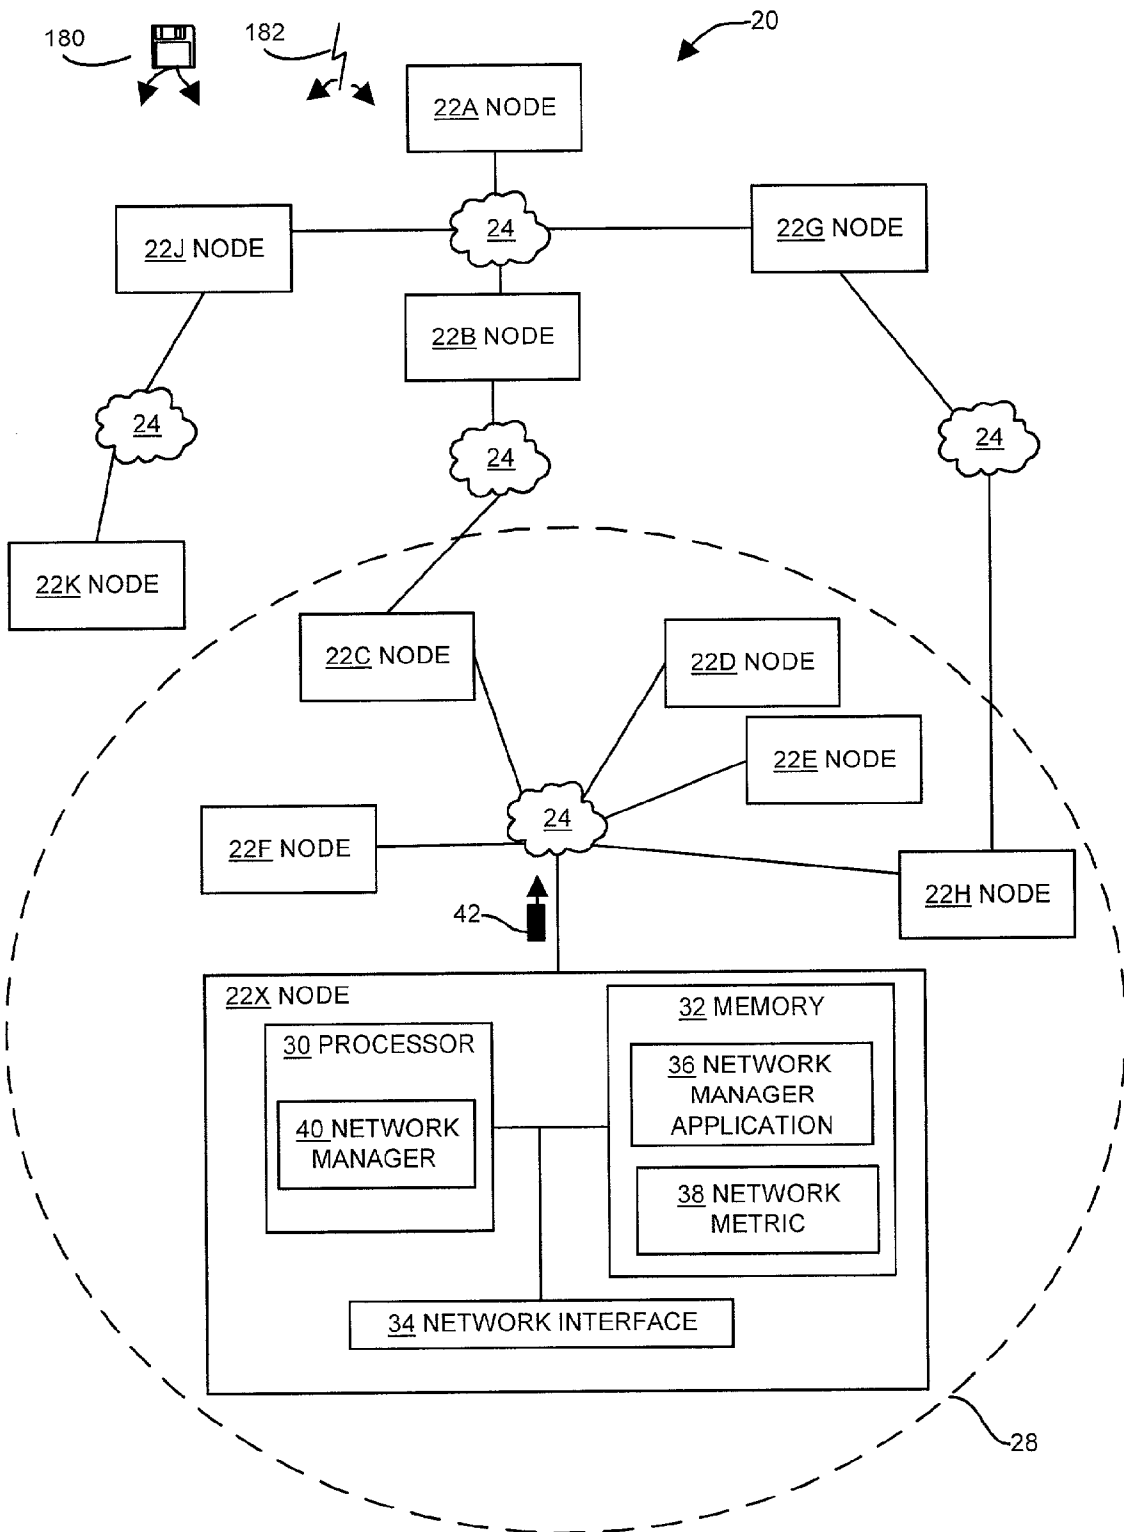 180
182
20
22A NODE
22J NODE
24
22G NODE
22B NODE
24
24
24
22K NODE
22C NODE
22D NODE
22E NODE
22F NODE
24
22H NODE
42
22X NODE
30 PROCESSOR
40 NETWORK
MANAGER
32 MEMORY
36 NETWORK
MANAGER
APPLICATION
38 NETWORK
METRIC
34 NETWORK INTERFACE
28